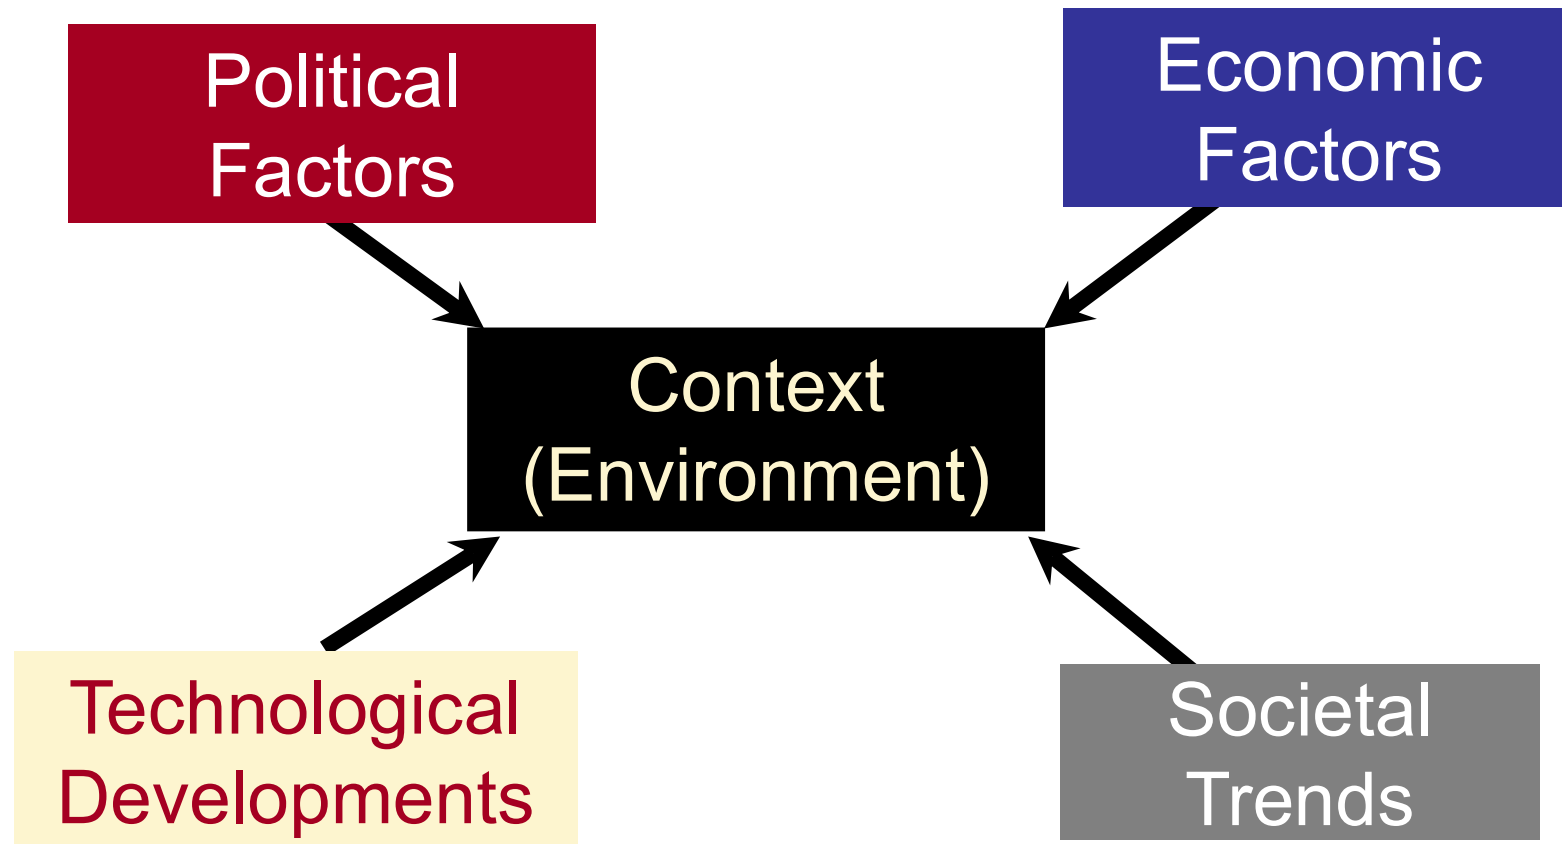 Political
Factors
Economic
Factors
Context
(Environment)
Technological
Developments
Societal
Trends